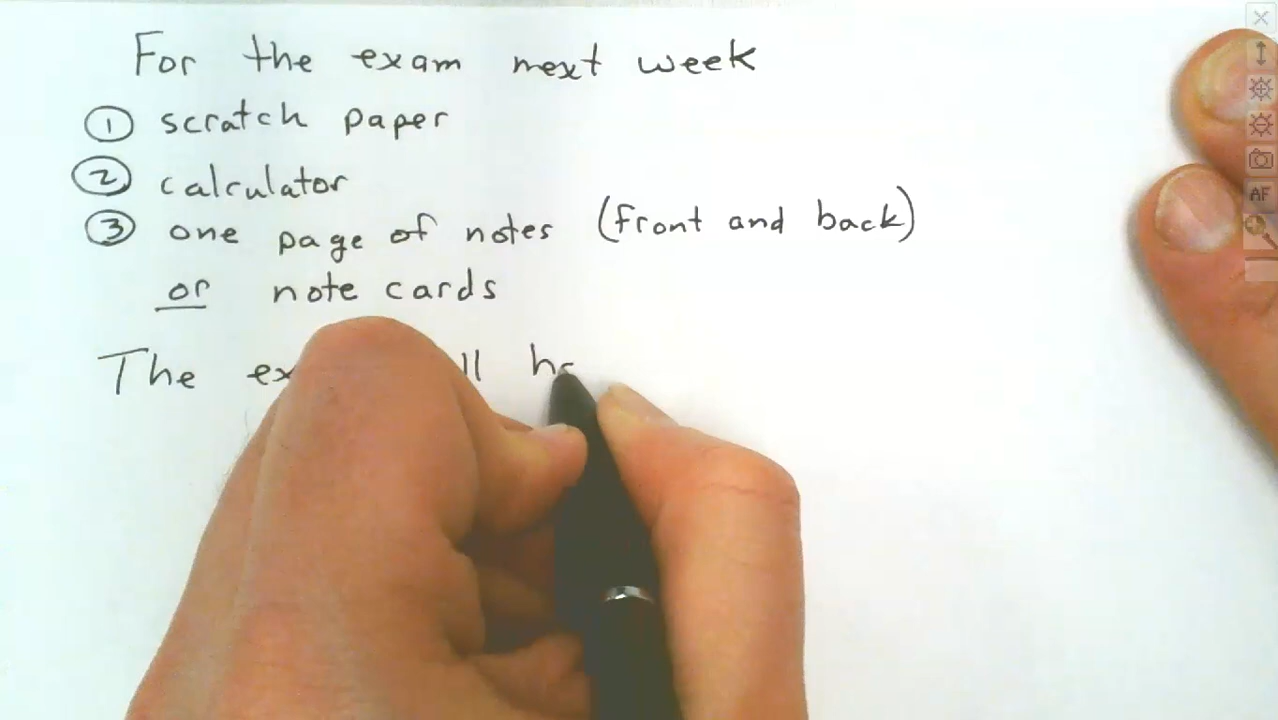 For the exam next week
① scratch paper
② calculator
③ one page of notes (front and back)
or note cards
The
AF